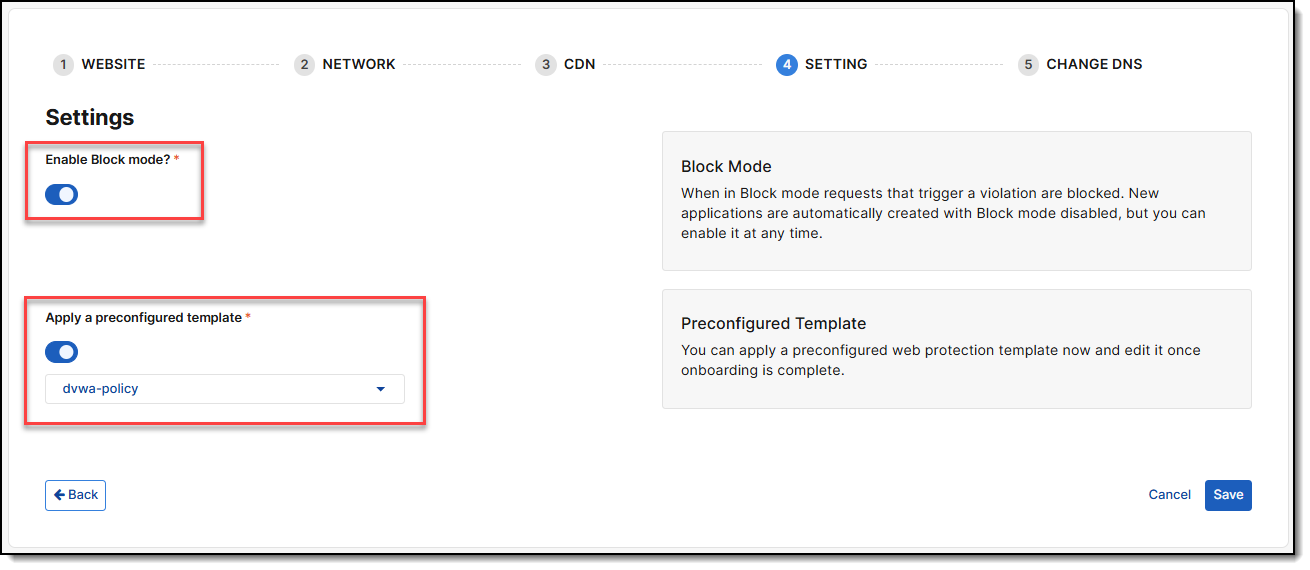 1 WEBSITE 2 NETWORK 3 CDN 4 SETTING 5 CHANGE DNS
Settings
Enable Block mode? *
Block Mode
When in Block mode requests that trigger a violation are blocked. New
applications are automatically created with Block mode disabled, but you can
enable it at any time.
Apply a preconfigured template *
dvwa-policy
Preconfigured Template
You can apply a preconfigured web protection template now and edit it once
onboarding is complete.
Back
Cancel
Save